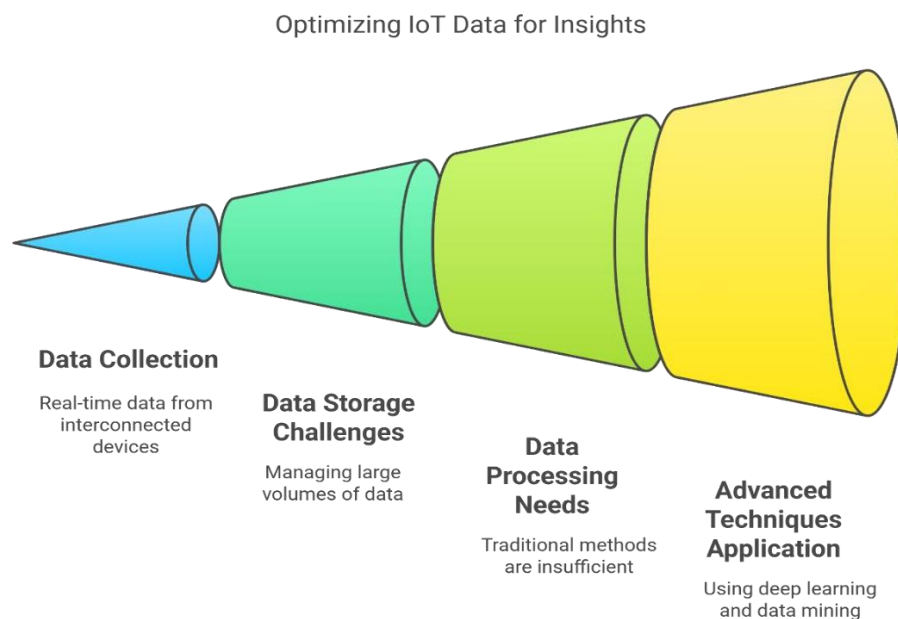 Optimizing IoT Data for Insights
Data Collection
Real-time data from
interconnected
devices
Data Storage
Challenges
Managing large
volumes of data
Data
Processing
Needs
Traditional methods
are insufficient
Advanced
Techniques
Application
Using deep learning
and data mining